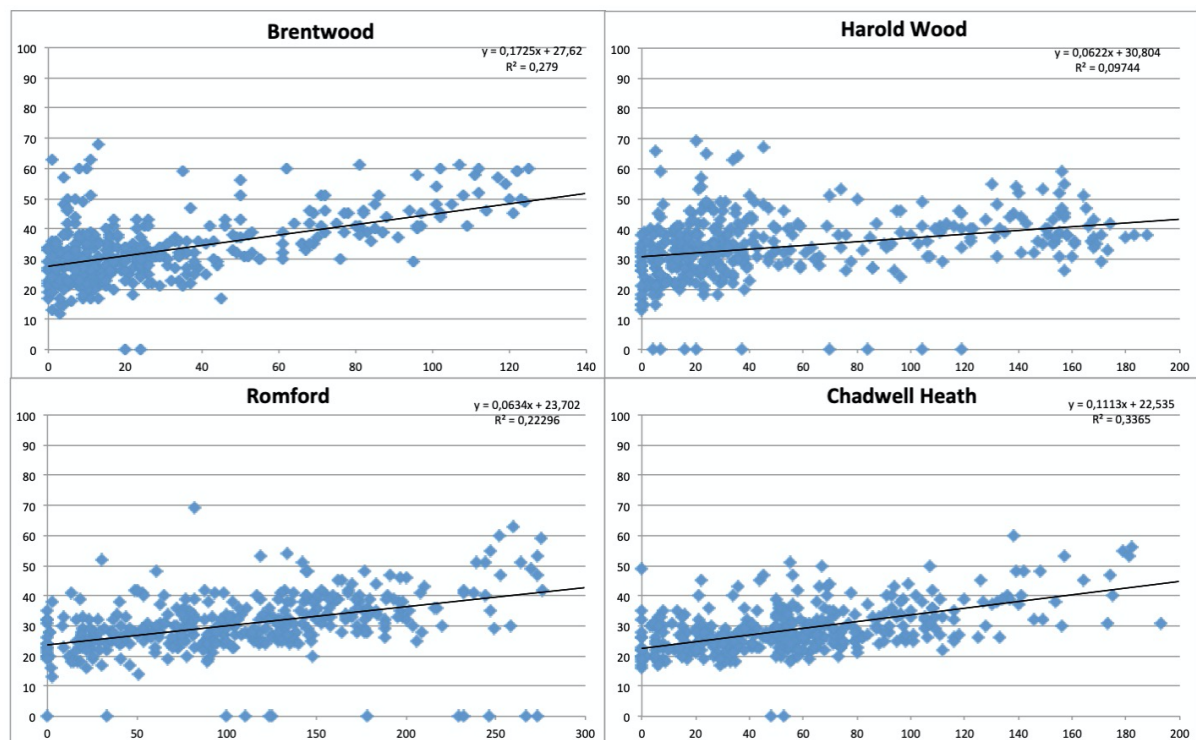 Brentwood
y = 0,1725x + 27,62
R² = 0,279
100
90
80
70
60
50
40
30
20
10
0
0 20 40 60 80 100 120 140
Harold Wood
y = 0,0622x + 30,804
R² = 0,09744
100
90
80
70
60
50
40
30
20
10
0
0 20 40 60 80 100 120 140 160 180 200
Romford
y = 0,0634x + 23,702
R² = 0,22296
100
90
80
70
60
50
40
30
20
10
0
0 50 100 150 200 250 300
Chadwell Heath
y = 0,1113x + 22,535
R² = 0,3365
100
90
80
70
60
50
40
30
20
10
0
0 20 40 60 80 100 120 140 160 180 200